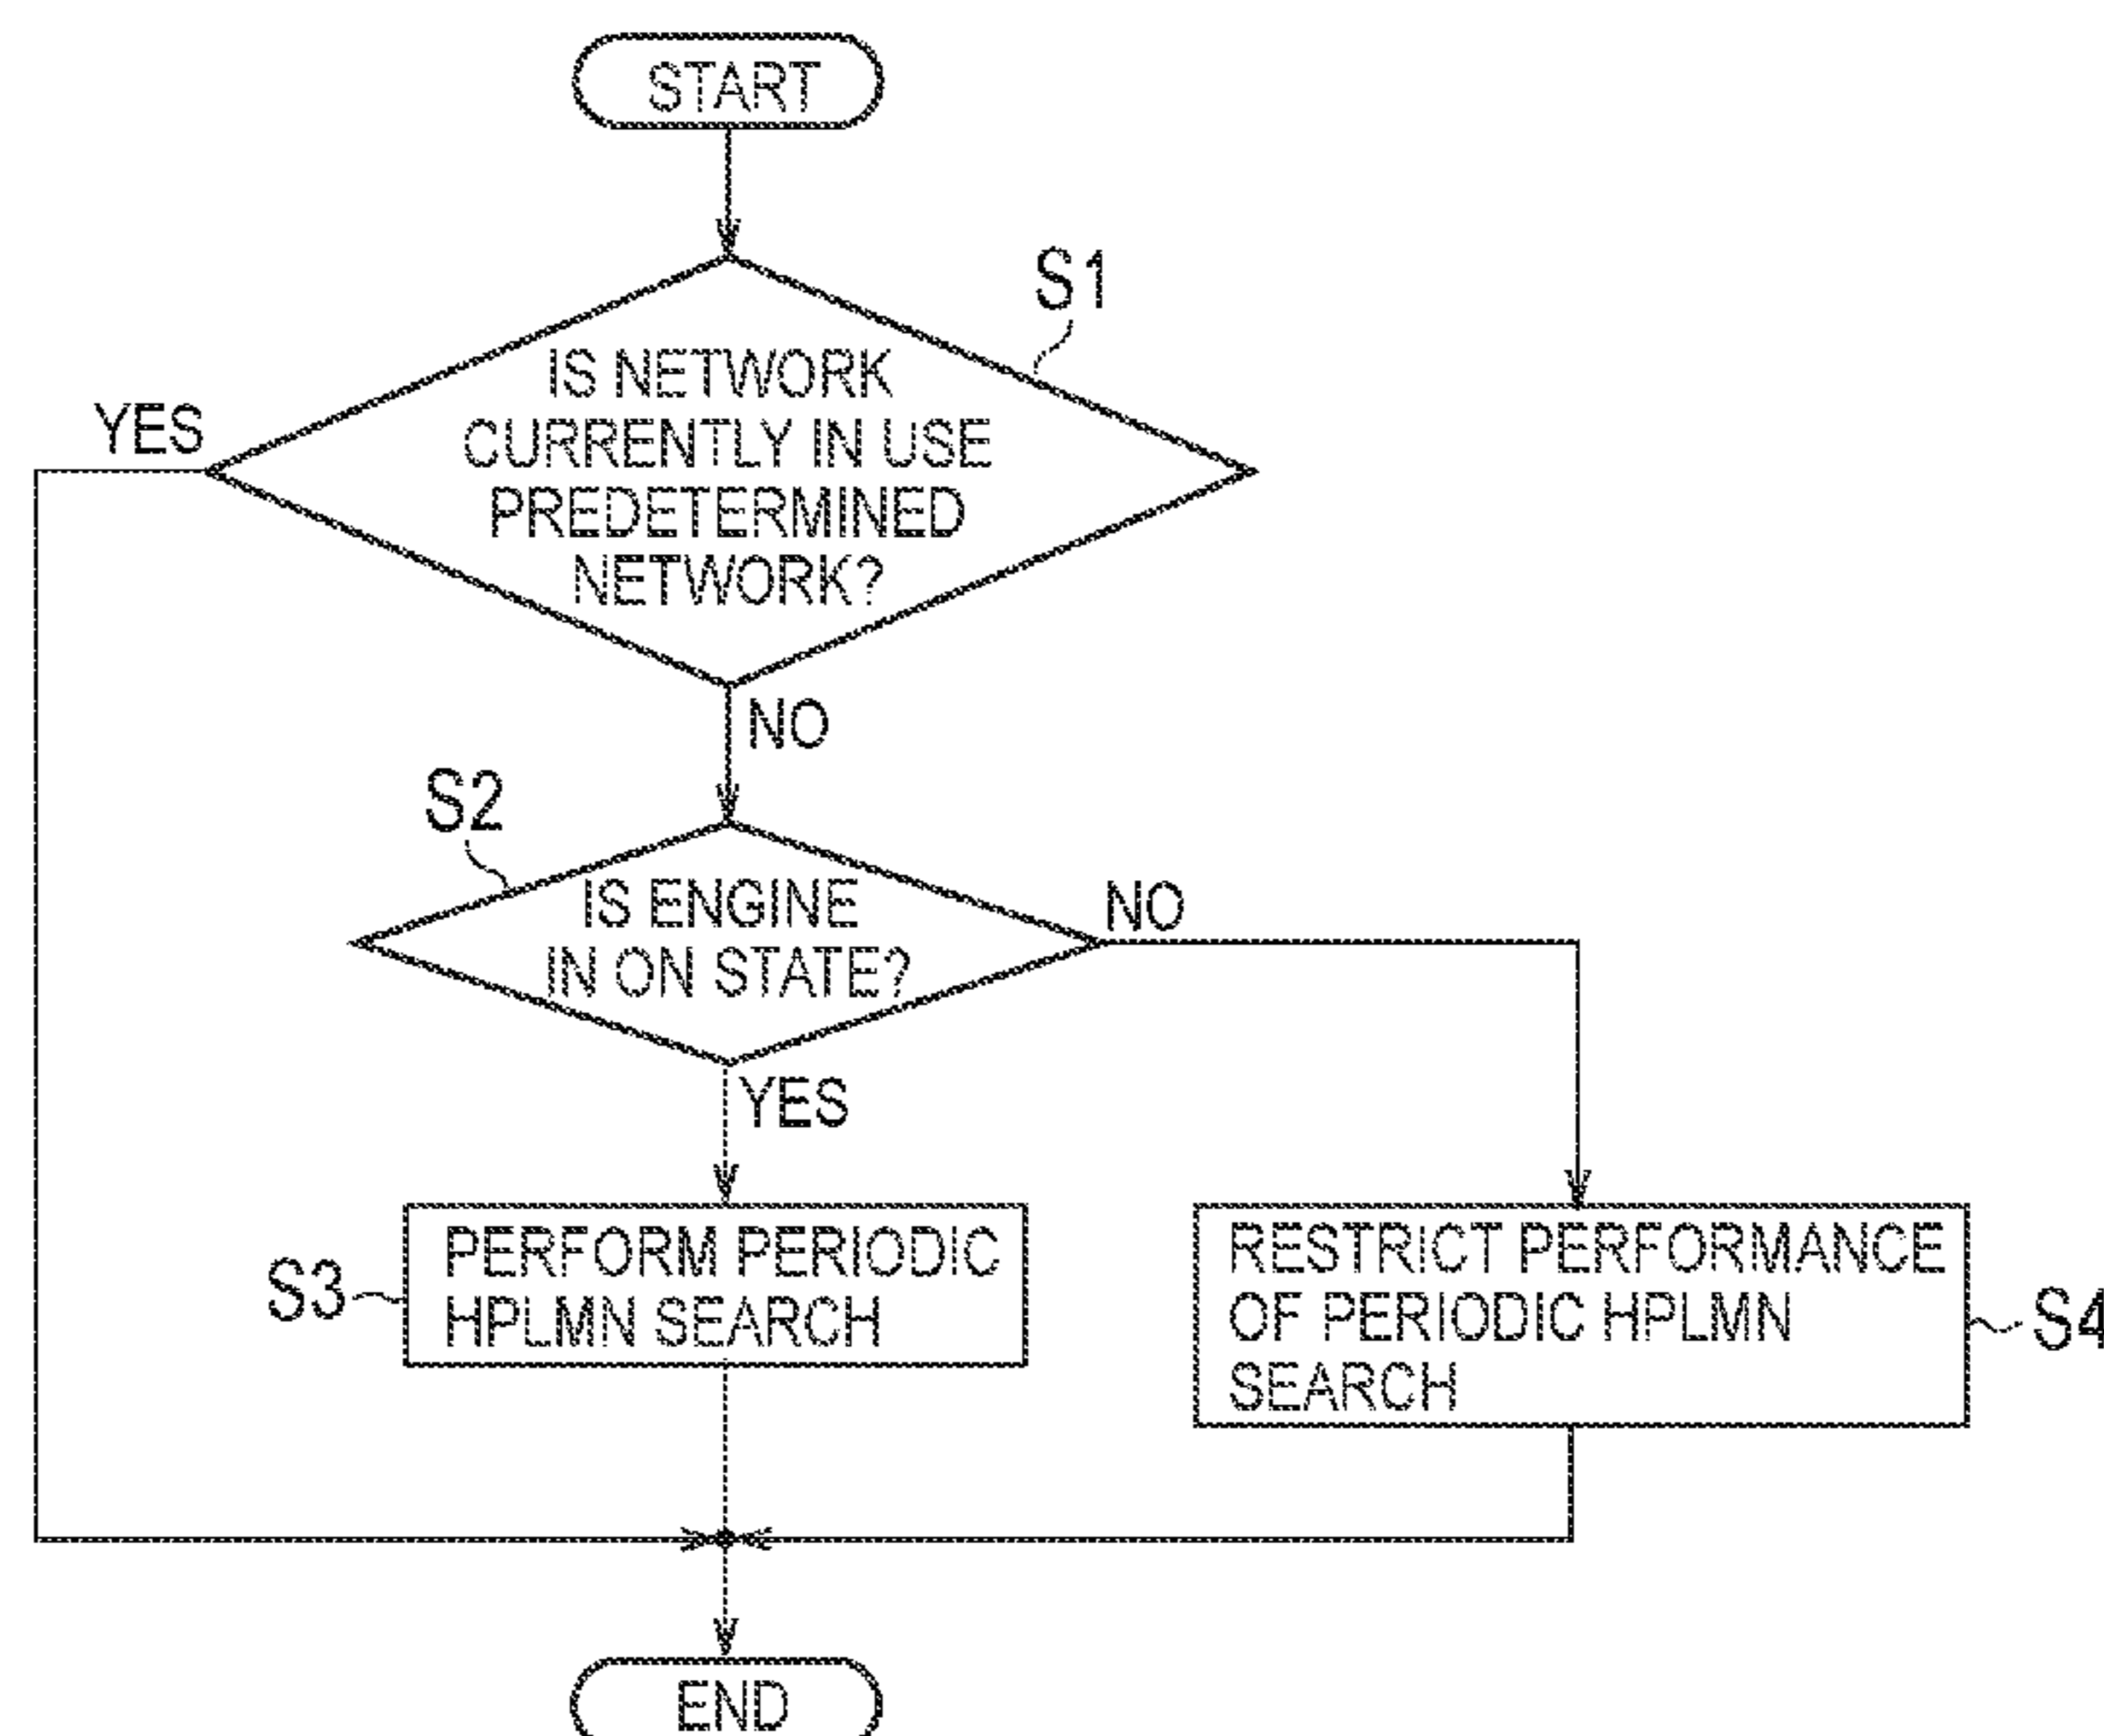 START
S1
IS NETWORK
CURRENTLY IN USE
PREDETERMINED
NETWORK?
YES
NO
S2
IS ENGINE
IN ON STATE?
NO
YES
S3
PERFORM PERIODIC
HPLMN SEARCH
RESTRICT PERFORMANCE
OF PERIODIC HPLMN
SEARCH
S4
END